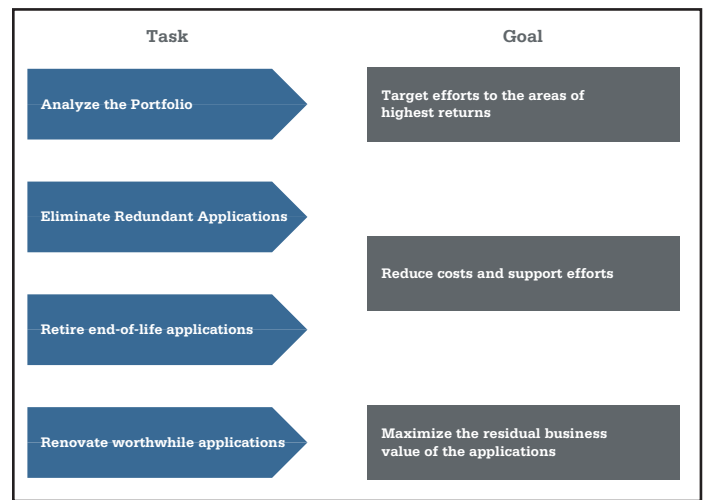 Task
Goal
Analyze the Portfolio
Target efforts to the areas of
highest returns
Eliminate Redundant Applications
Reduce costs and support efforts
Retire end-of-life applications
Renovate worthwhile applications
Maximize the residual business
value of the applications